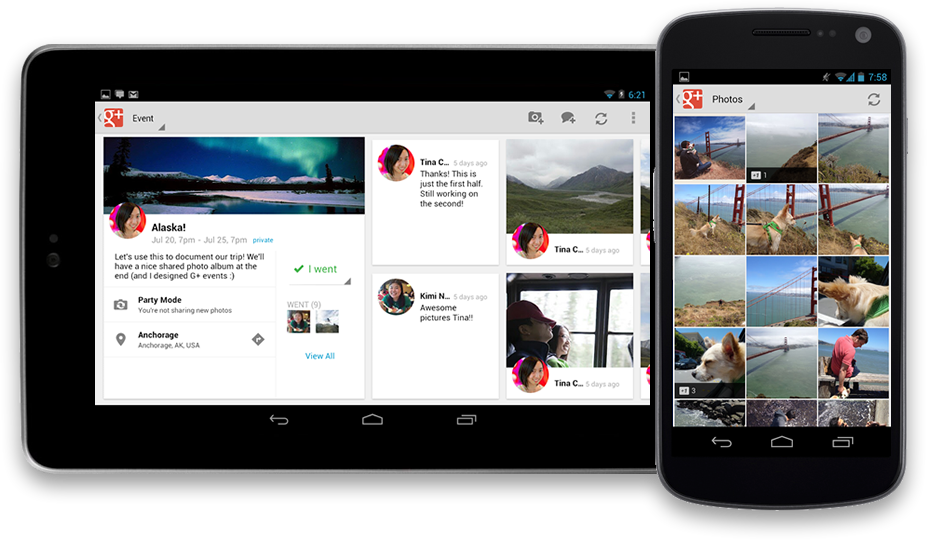 6:21
g+ Event
Alaska!
Jul 20, 7pm - Jul 25, 7pm private
Let's use this to document our trip! We'll
have a nice shared photo album at the
end (and I designed G+ events :)
I went
Party Mode
You're not sharing new photos
WENT (9)
Anchorage
Anchorage, AK, USA
View All
Tina C... 5 days ago
Thanks! This is
just the first half.
Still working on
the second!
Kimi N... 5 days ago
Awesome
pictures Tina!!
Tina C... 5 days ago
Tina C... 5 days ago
7:58
g+ Photos
+1 1
+1 3